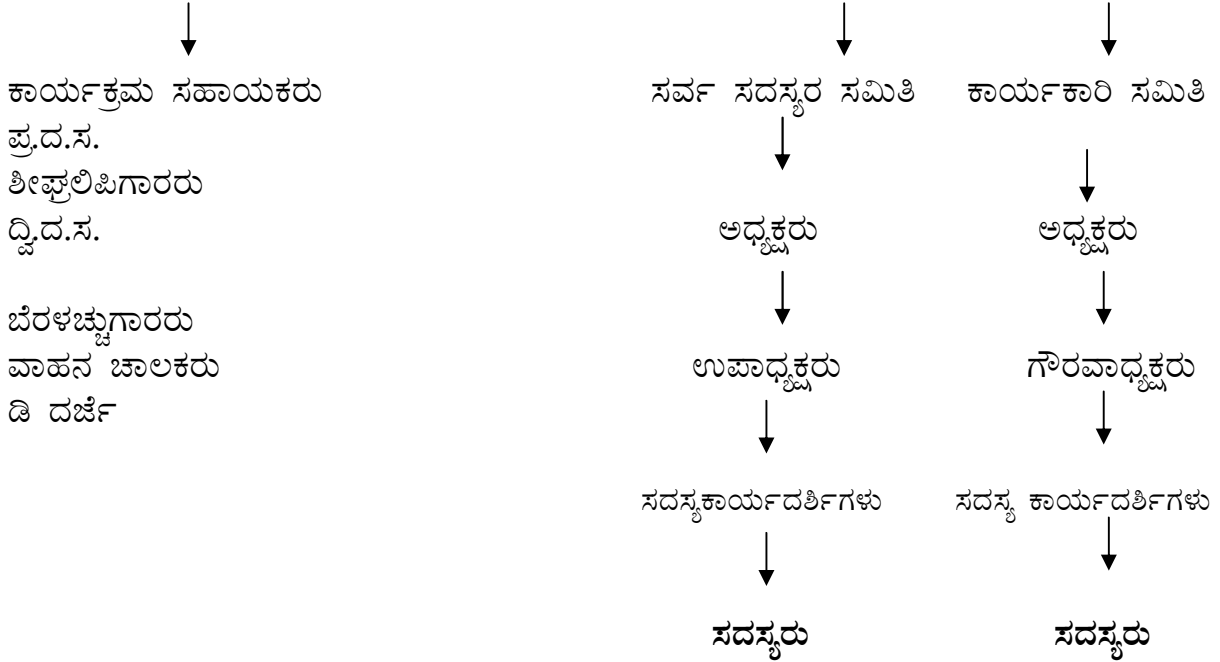 ಕಾರ್ಯಕ್ರಮ ಸಹಾಯಕರು
ಪ್ರ.ದ.ಸ.
ಶೀಘ್ರಲಿಪಿಗಾರರು
ದ್ವಿ.ದ.ಸ.
ಬೆರಳಚ್ಚುಗಾರರು
ವಾಹನ ಚಾಲಕರು
ಡಿ ದರ್ಜೆ
ಸರ್ವ ಸದಸ್ಯರ ಸಮಿತಿ
ಅಧ್ಯಕ್ಷರು
ಉಪಾಧ್ಯಕ್ಷರು
ಸದಸ್ಯಕಾರ್ಯದರ್ಶಿಗಳು
ಸದಸ್ಯರು
ಕಾರ್ಯಕಾರಿ ಸಮಿತಿ
ಅಧ್ಯಕ್ಷರು
ಗೌರವಾಧ್ಯಕ್ಷರು
ಸದಸ್ಯ ಕಾರ್ಯದರ್ಶಿಗಳು
ಸದಸ್ಯರು